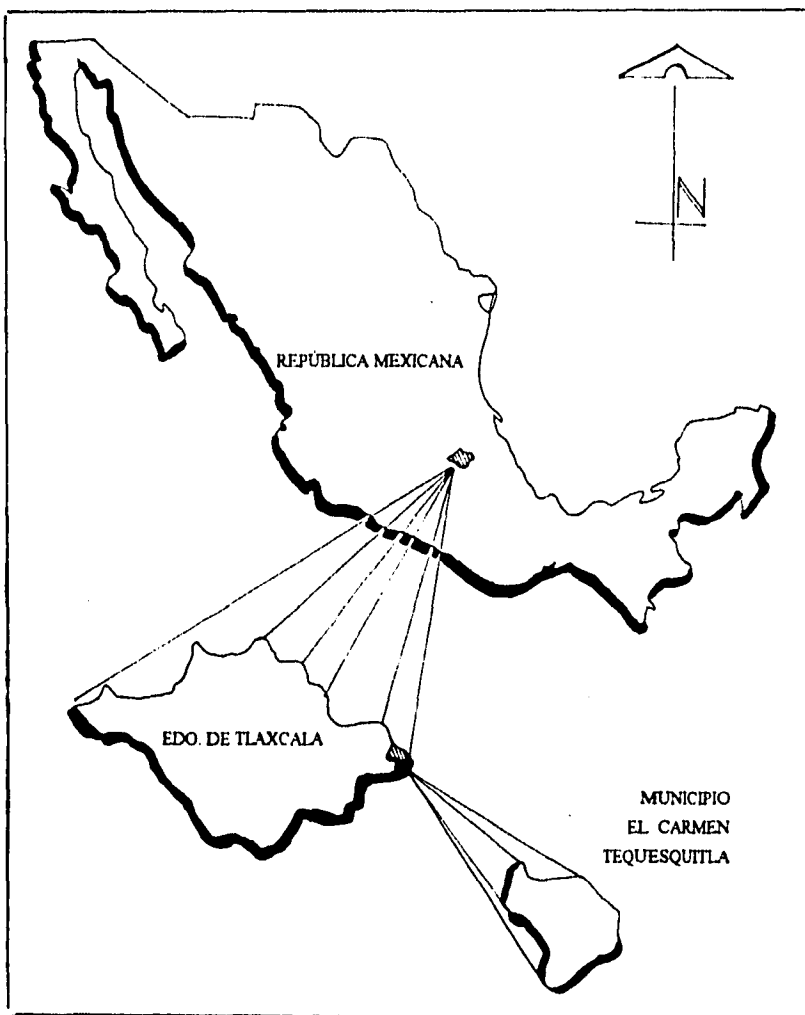 N
REPÚBLICA MEXICANA
EDO. DE TLAXCALA
MUNICIPIO
EL CARMEN
TEQUESQUITLA